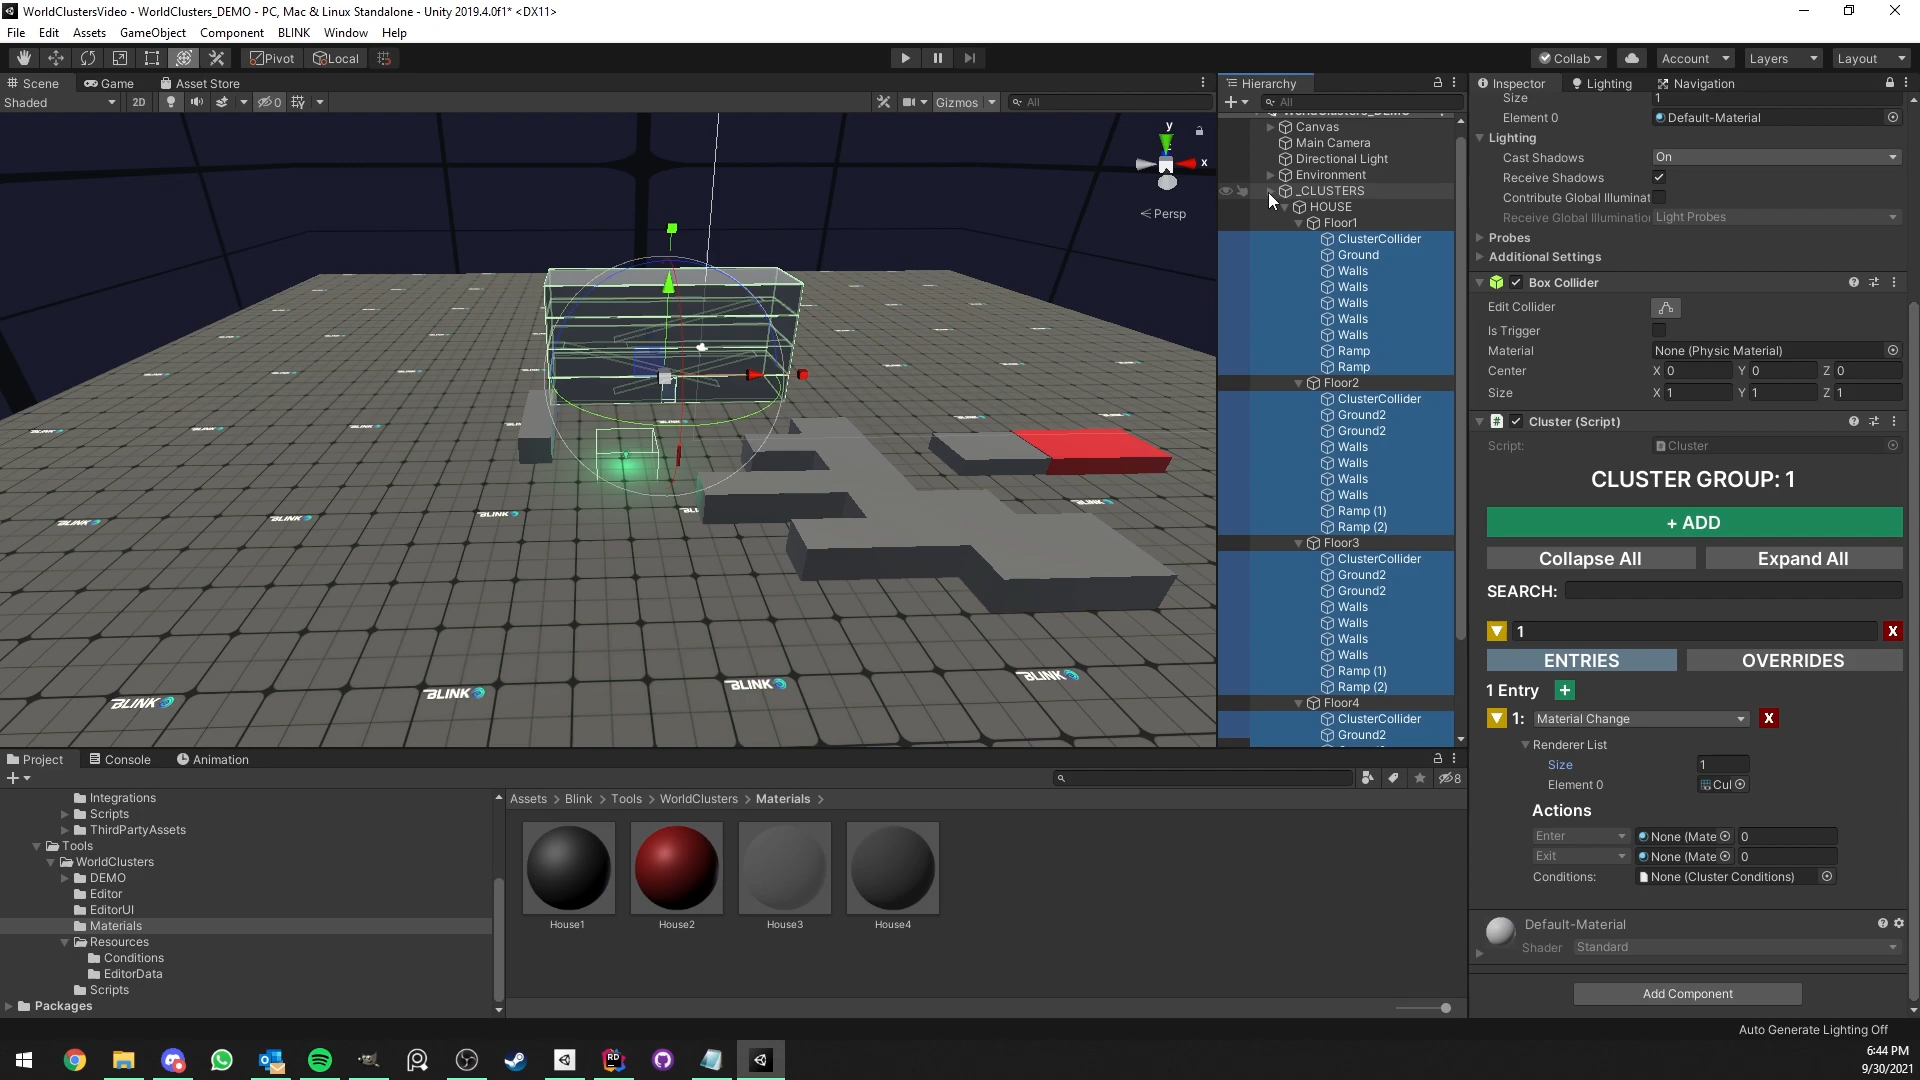 WorldClustersVideo - WorldClusters_DEMO - PC, Mac & Linux Standalone - Unity 2019.4.0f1* <DX11>
File Edit Assets GameObject Component BLINK Window Help
Pivot Local Collab Account Layers Layout
Scene Game Asset Store
Shaded 2D 0 Gizmos All
y
x
Persp
BLINK
BLINK
BLINK
BLINK
BLINK
BLINK
BLINK
BLINK
Hierarchy
All
Canvas
Main Camera
Directional Light
Environment
_CLUSTERS
HOUSE
Floor1
ClusterCollider
Ground
Walls
Walls
Walls
Walls
Walls
Ramp
Ramp
Floor2
ClusterCollider
Ground2
Ground2
Walls
Walls
Walls
Walls
Ramp (1)
Ramp (2)
Floor3
ClusterCollider
Ground2
Ground2
Walls
Walls
Walls
Walls
Ramp (1)
Ramp (2)
Floor4
ClusterCollider
Ground2
Inspector Lighting Navigation
Size 1
Element 0 Default-Material
Lighting
Cast Shadows On
Receive Shadows
Contribute Global Illuminat
Receive Global Illumination Light Probes
Probes
Additional Settings
Box Collider
Edit Collider
Is Trigger
Material None (Physic Material)
Center X 0 Y 0 Z 0
Size X 1 Y 1 Z 1
Cluster (Script)
Script: Cluster
CLUSTER GROUP: 1
+ ADD
Collapse All Expand All
SEARCH:
1 X
ENTRIES OVERRIDES
1 Entry +
1: Material Change X
Renderer List
Size 1
Element 0 Cul
Actions
Enter None (Mate 0
Exit None (Mate 0
Conditions: None (Cluster Conditions)
Default-Material
Shader Standard
Add Component
Project Console Animation
8
Integrations
Scripts
ThirdPartyAssets
Tools
WorldClusters
DEMO
Editor
EditorUI
Materials
Resources
Conditions
EditorData
Scripts
Packages
Assets > Blink > Tools > WorldClusters > Materials >
House1 House2 House3 House4
Auto Generate Lighting Off
6:44 PM
9/30/2021